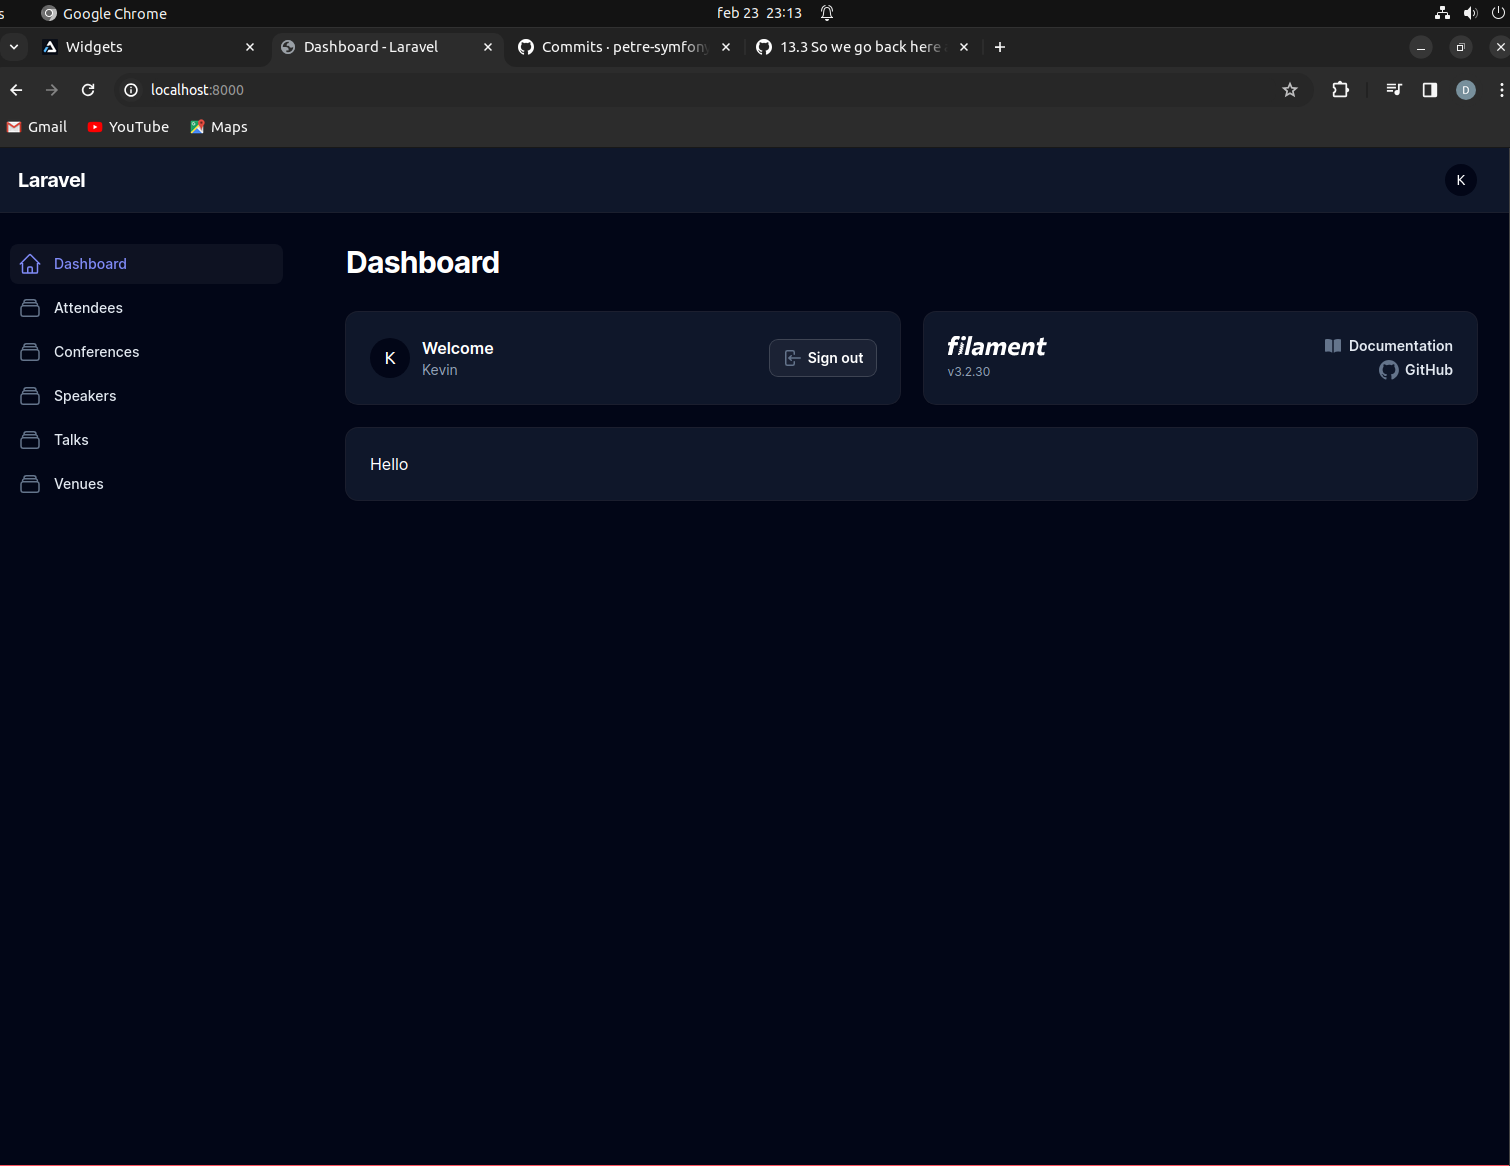 s Google Chrome feb 23 23:13
Widgets Dashboard - Laravel Commits · petre-symfony 13.3 So we go back here
localhost:8000 D
Gmail YouTube Maps
Laravel K
Dashboard
Attendees
Conferences
Speakers
Talks
Venues
Dashboard
K Welcome
Kevin
Sign out
filament
v3.2.30
Documentation
GitHub
Hello